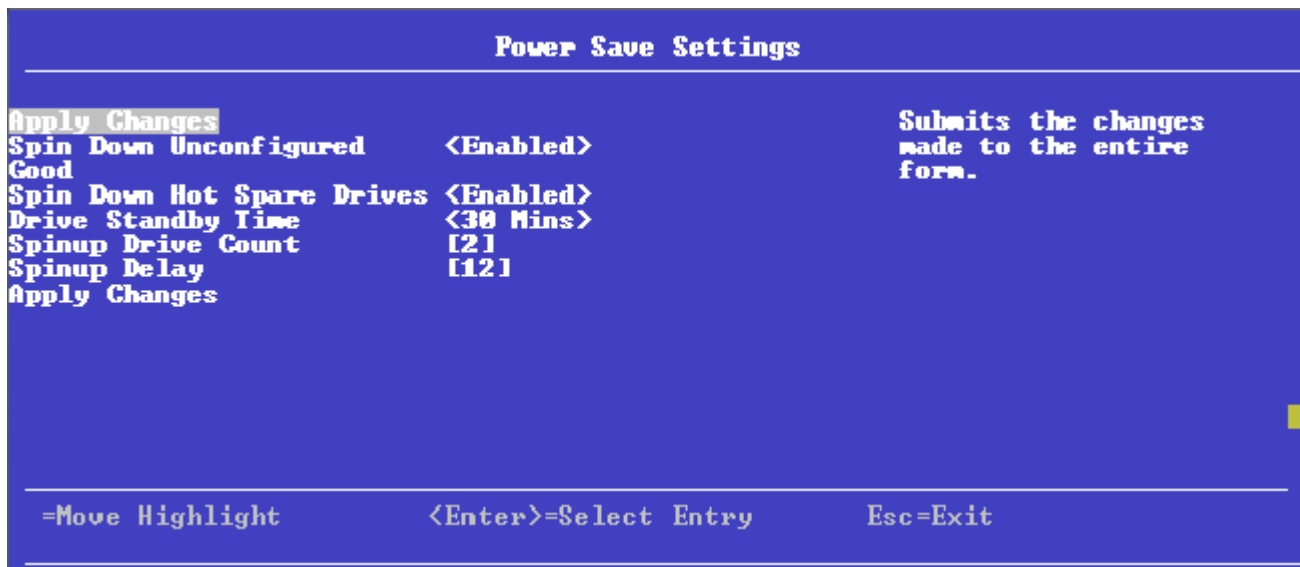 Power Save Settings
Apply Changes
Spin Down Unconfigured <Enabled>
Good
Spin Down Hot Spare Drives <Enabled>
Drive Standby Time <30 Mins>
Spinup Drive Count [2]
Spinup Delay [12]
Apply Changes
Submits the changes
made to the entire
form.
=Move Highlight <Enter>=Select Entry Esc=Exit